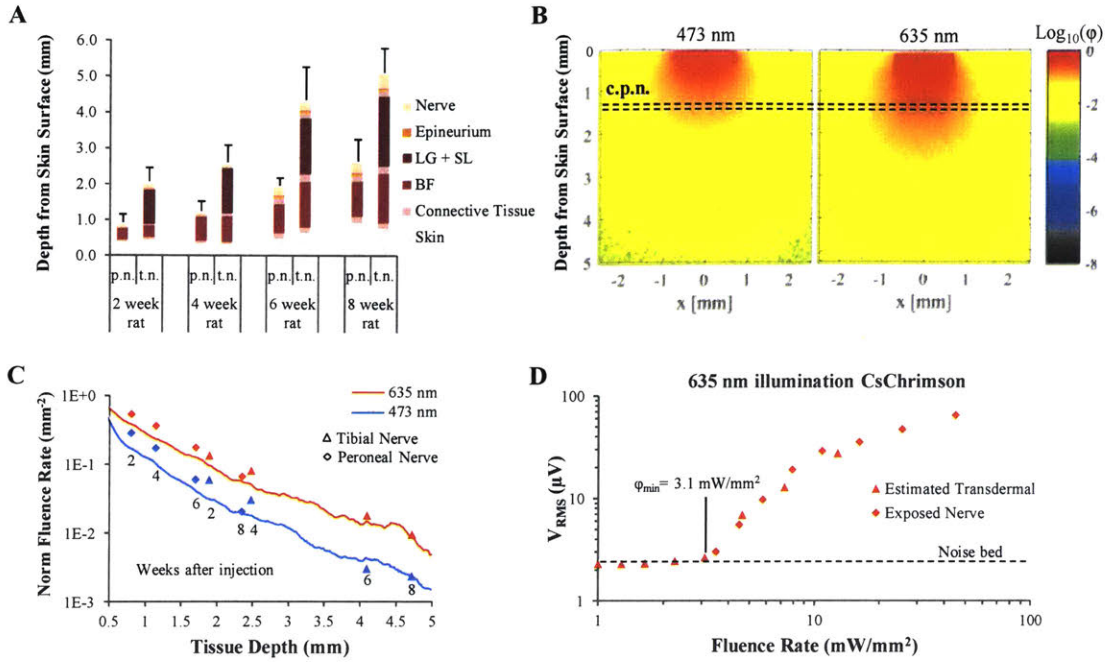 A
Depth from Skin Surface (mm)
6.0
5.0
4.0
3.0
2.0
1.0
0.0
Nerve
Epineurium
LG + SL
BF
Connective Tissue
Skin
p.n. t.n. p.n. t.n. p.n. t.n. p.n. t.n.
2 week rat
4 week rat
6 week rat
8 week rat
B
473 nm
635 nm
Log10(φ)
Depth from Skin Surface (mm)
0
1
2
3
4
5
c.p.n.
-2 -1 0 1 2
x [mm]
-2 -1 0 1 2
x [mm]
0
-2
-4
-6
-8
C
Norm Fluence Rate (mm-2)
1E+0
1E-1
1E-2
1E-3
635 nm
473 nm
Tibial Nerve
Peroneal Nerve
2
4
6
2
8
4
6
8
Weeks after injection
0.5 1 1.5 2 2.5 3 3.5 4 4.5 5
Tissue Depth (mm)
D
635 nm illumination CsChrimson
VRMS (µV)
100
10
1
φmin= 3.1 mW/mm2
Estimated Transdermal
Exposed Nerve
Noise bed
1 10 100
Fluence Rate (mW/mm2)